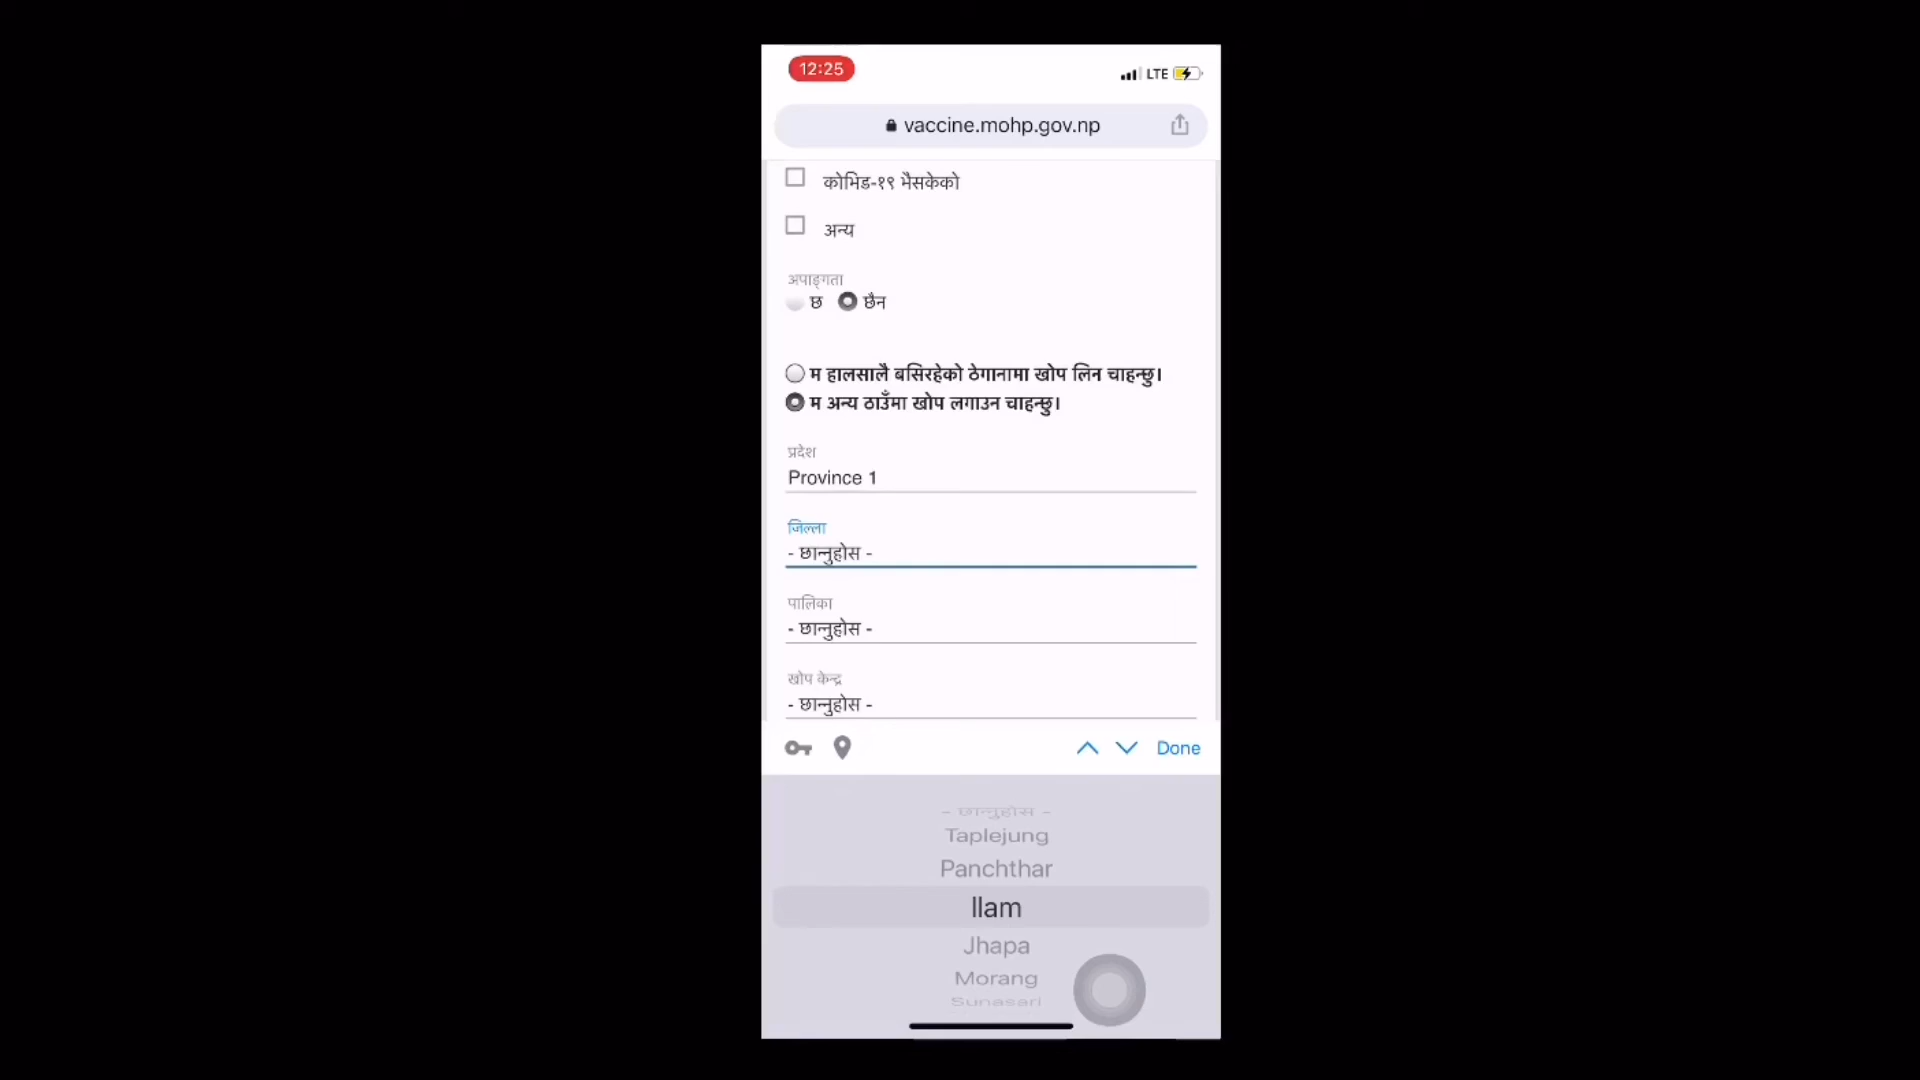 12:25
LTE
vaccine.mohp.gov.np
कोभिड-१९ भैसकेको
अन्य
अपाङ्गता
छ छैन
म हालसालै बसिरहेको ठेगानामा खोप लिन चाहन्छु।
म अन्य ठाउँमा खोप लगाउन चाहन्छु।
प्रदेश
Province 1
जिल्ला
- छान्नुहोस -
पालिका
- छान्नुहोस -
खोप केन्द्र
- छान्नुहोस -
Done
- छान्नुहोस -
Taplejung
Panchthar
Ilam
Jhapa
Morang
Sunasari